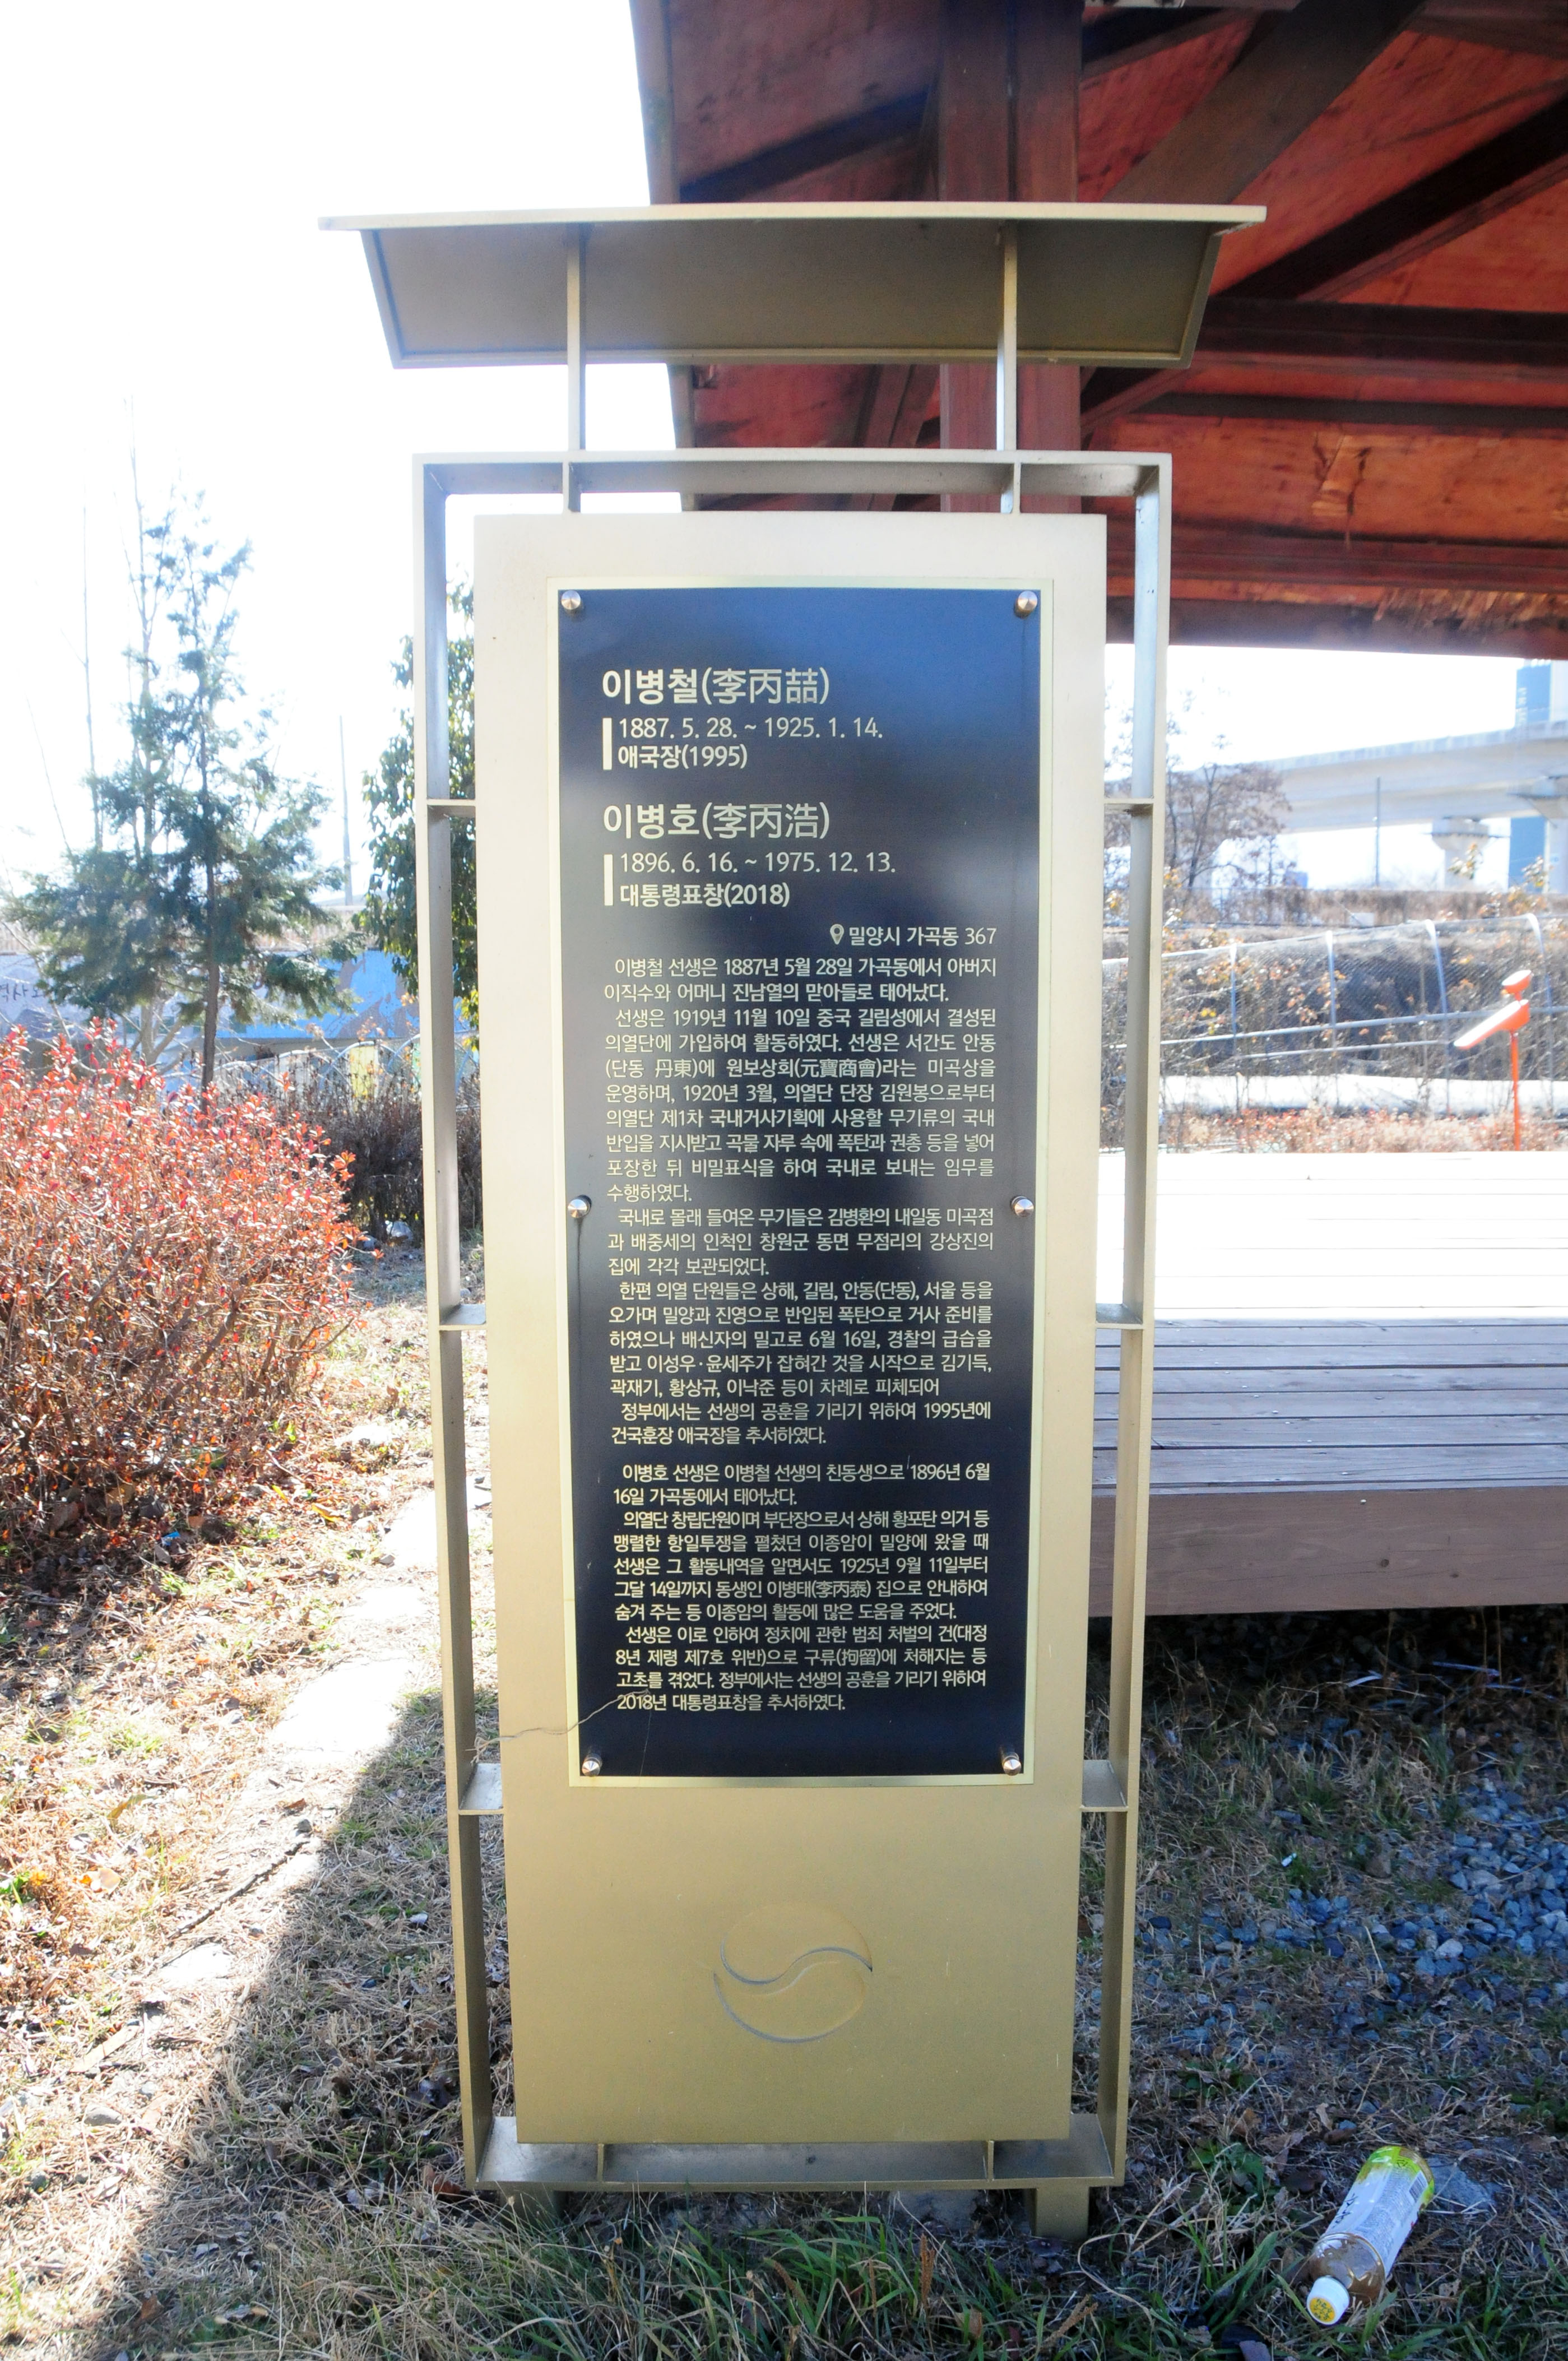 이병철(李丙喆)
1887. 5. 28. ~ 1925. 1. 14.
애국장(1995)
이병호(李丙浩)
1896. 6. 16. ~ 1975. 12. 13.
대통령표창(2018)
밀양시 가곡동 367
이병철 선생은 1887년 5월 28일 가곡동에서 아버지
이직수와 어머니 진남열의 맏아들로 태어났다.
선생은 1919년 11월 10일 중국 길림성에서 결성된
의열단에 가입하여 활동하였다. 선생은 서간도 안동
(단동 丹東)에 원보상회(元寶商會)라는 미곡상을
운영하며, 1920년 3월, 의열단 단장 김원봉으로부터
의열단 제1차 국내거사기획에 사용할 무기류의 국내
반입을 지시받고 곡물 자루 속에 폭탄과 권총 등을 넣어
포장한 뒤 비밀표식을 하여 국내로 보내는 임무를
수행하였다.
국내로 몰래 들여온 무기들은 김병환의 내일동 미곡점
과 배중세의 인척인 창원군 동면 무점리의 강상진의
집에 각각 보관되었다.
한편 의열 단원들은 상해, 길림, 안동(단동), 서울 등을
오가며 밀양과 진영으로 반입된 폭탄으로 거사 준비를
하였으나 배신자의 밀고로 6월 16일, 경찰의 급습을
받고 이성우·윤세주가 잡혀간 것을 시작으로 김기득,
곽재기, 황상규, 이낙준 등이 차례로 피체되어
정부에서는 선생의 공훈을 기리기 위하여 1995년에
건국훈장 애국장을 추서하였다.
이병호 선생은 이병철 선생의 친동생으로 1896년 6월
16일 가곡동에서 태어났다.
의열단 창립단원이며 부단장으로서 상해 황포탄 의거 등
맹렬한 항일투쟁을 펼쳤던 이종암이 밀양에 왔을 때
선생은 그 활동내역을 알면서도 1925년 9월 11일부터
그달 14일까지 동생인 이병태(李丙泰) 집으로 안내하여
숨겨 주는 등 이종암의 활동에 많은 도움을 주었다.
선생은 이로 인하여 정치에 관한 범죄 처벌의 건(대정
8년 제령 제7호 위반)으로 구류(拘留)에 처해지는 등
고초를 겪었다. 정부에서는 선생의 공훈을 기리기 위하여
2018년 대통령표창을 추서하였다.